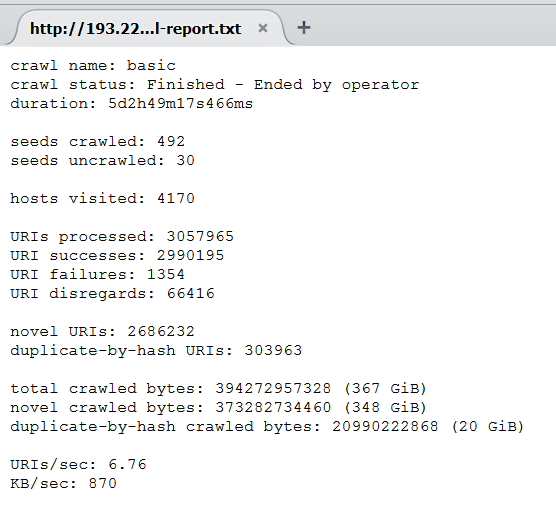 http://193.22...l-report.txt
crawl name: basic
crawl status: Finished - Ended by operator
duration: 5d2h49m17s466ms
seeds crawled: 492
seeds uncrawled: 30
hosts visited: 4170
URIs processed: 3057965
URI successes: 2990195
URI failures: 1354
URI disregards: 66416
novel URIs: 2686232
duplicate-by-hash URIs: 303963
total crawled bytes: 394272957328 (367 GiB)
novel crawled bytes: 373282734460 (348 GiB)
duplicate-by-hash crawled bytes: 20990222868 (20 GiB)
URIs/sec: 6.76
KB/sec: 870